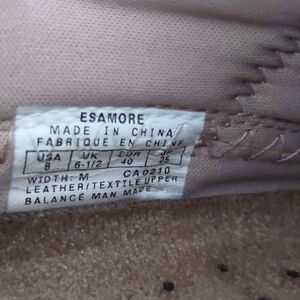 ESAMORE
MADE IN CHINA
FABRIQUE EN CHINE
USA UK EUR
8 6-1/2 40 25
WIDTH: M CA0210
LEATHER/TEXTILE UPPER
BALANCE MAN MADE